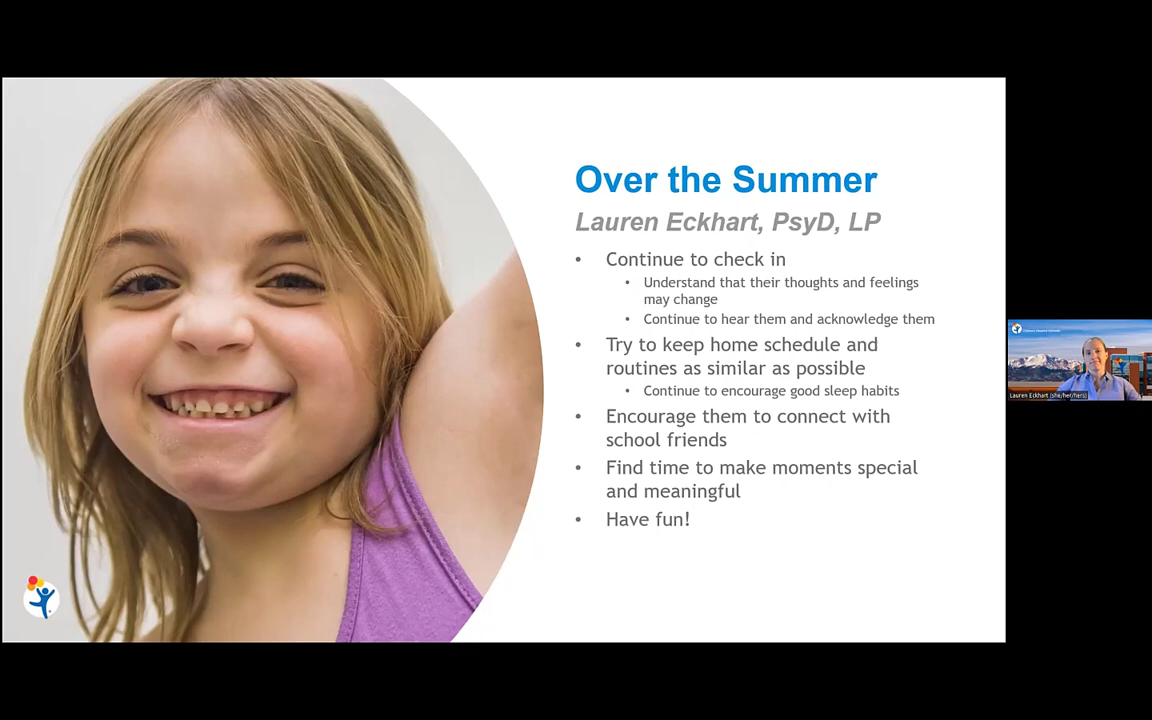 Over the Summer
Lauren Eckhart, PsyD, LP
• Continue to check in
• Understand that their thoughts and feelings
may change
• Continue to hear them and acknowledge them
• Try to keep home schedule and
routines as similar as possible
• Continue to encourage good sleep habits
• Encourage them to connect with
school friends
• Find time to make moments special
and meaningful
• Have fun!
Lauren Eckhart (she/her/hers)